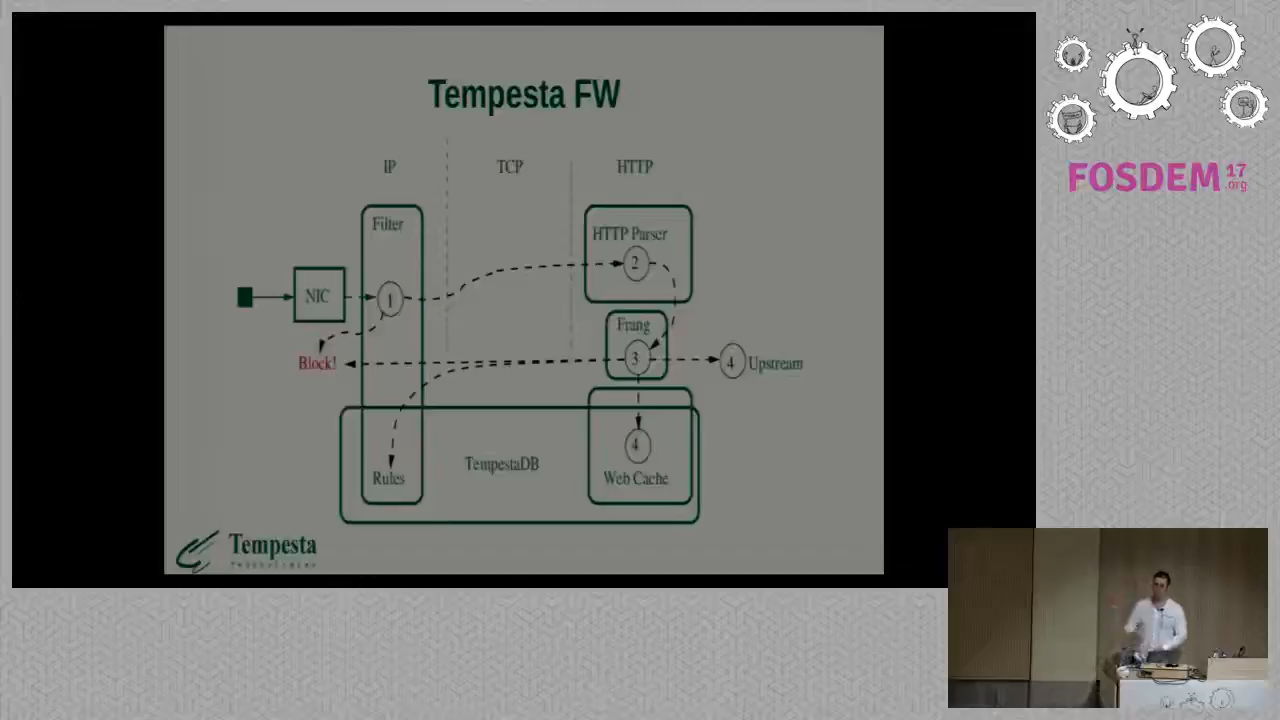 Tempesta FW
IP
TCP
HTTP
Filter
HTTP Parser
2
NIC
1
Frang
Block!
3
4
Upstream
4
TempestaDB
Rules
Web Cache
Tempesta
Technologies
FOSDEM 17
.org